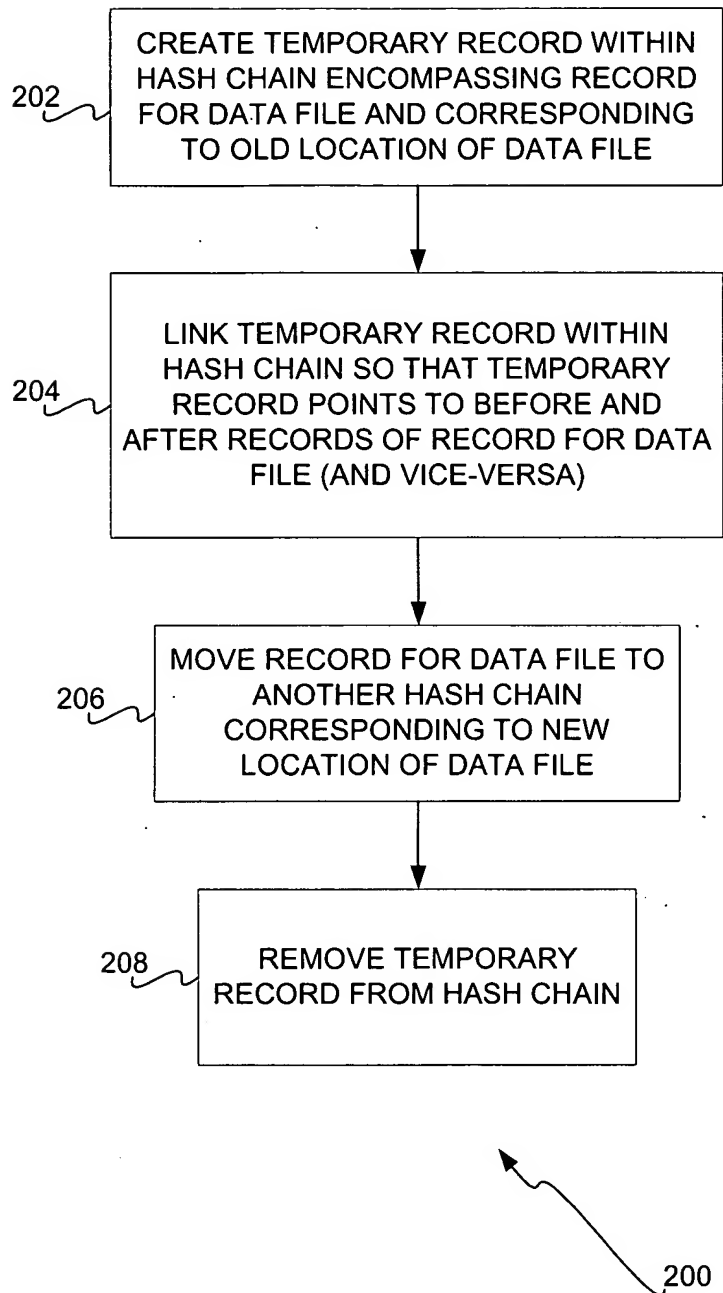 CREATE TEMPORARY RECORD WITHIN
HASH CHAIN ENCOMPASSING RECORD
FOR DATA FILE AND CORRESPONDING
TO OLD LOCATION OF DATA FILE
202
LINK TEMPORARY RECORD WITHIN
HASH CHAIN SO THAT TEMPORARY
RECORD POINTS TO BEFORE AND
AFTER RECORDS OF RECORD FOR DATA
FILE (AND VICE-VERSA)
204
MOVE RECORD FOR DATA FILE TO
ANOTHER HASH CHAIN
CORRESPONDING TO NEW
LOCATION OF DATA FILE
206
REMOVE TEMPORARY
RECORD FROM HASH CHAIN
208
200